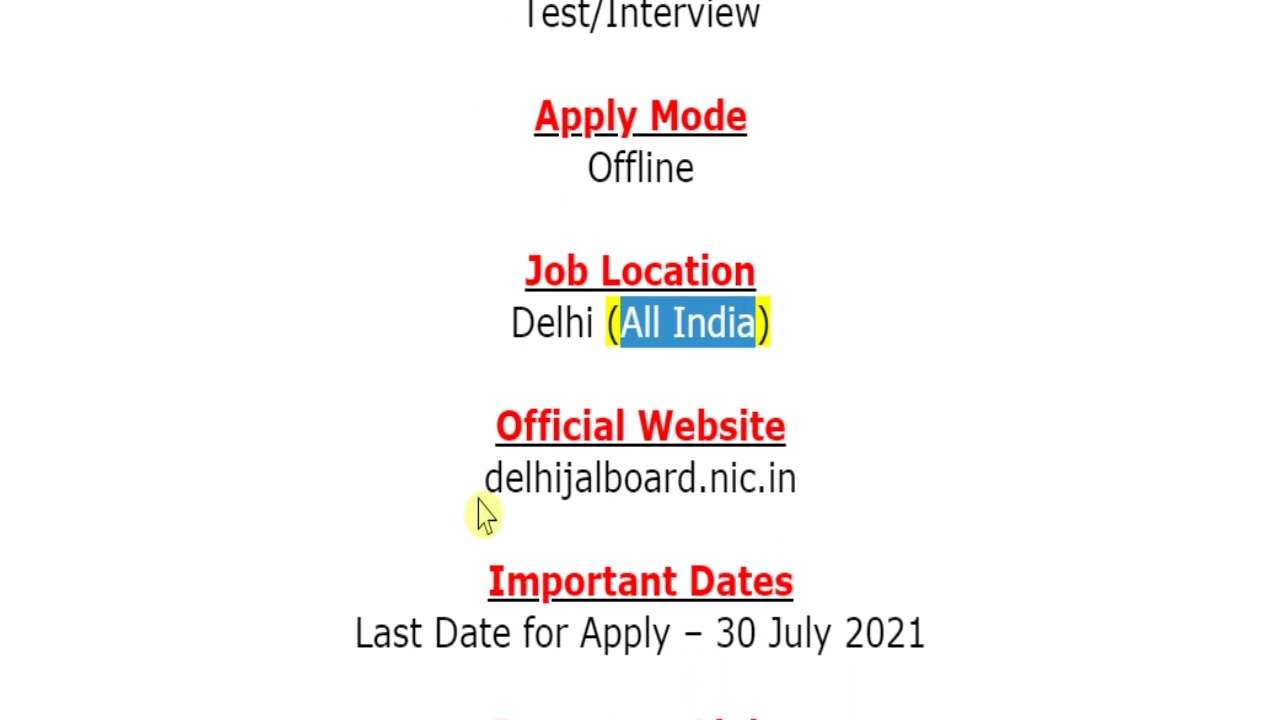 Test/Interview
Apply Mode
Offline
Job Location
Delhi (All India)
Official Website
delhijalboard.nic.in
Important Dates
Last Date for Apply – 30 July 2021